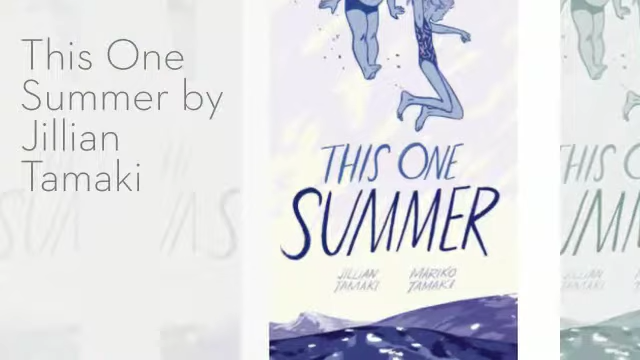 This One
Summer by
Jillian
Tamaki
THIS ONE
SUMMER
JILLIAN MARIKO
TAMAKI TAMAKI